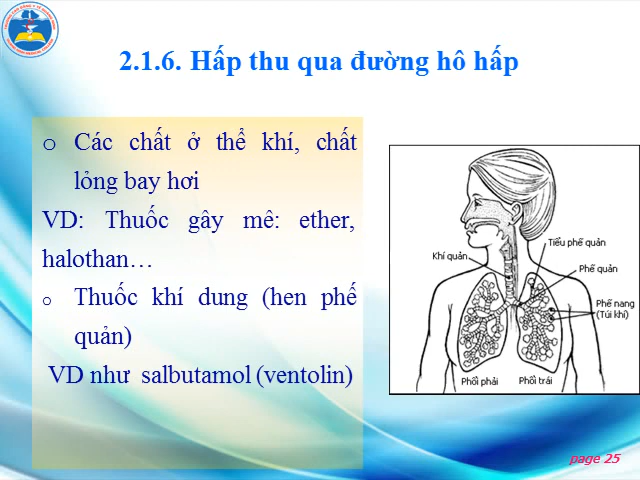 2.1.6. Hấp thu qua đường hô hấp
o Các chất ở thể khí, chất
lỏng bay hơi
VD: Thuốc gây mê: ether,
halothan…
o Thuốc khí dung (hen phế
quản)
VD như salbutamol (ventolin)
Tiểu phế quản
Khí quản
Phế quản
Phế nang
(Túi khí)
Phổi phải
Phổi trái
page 25